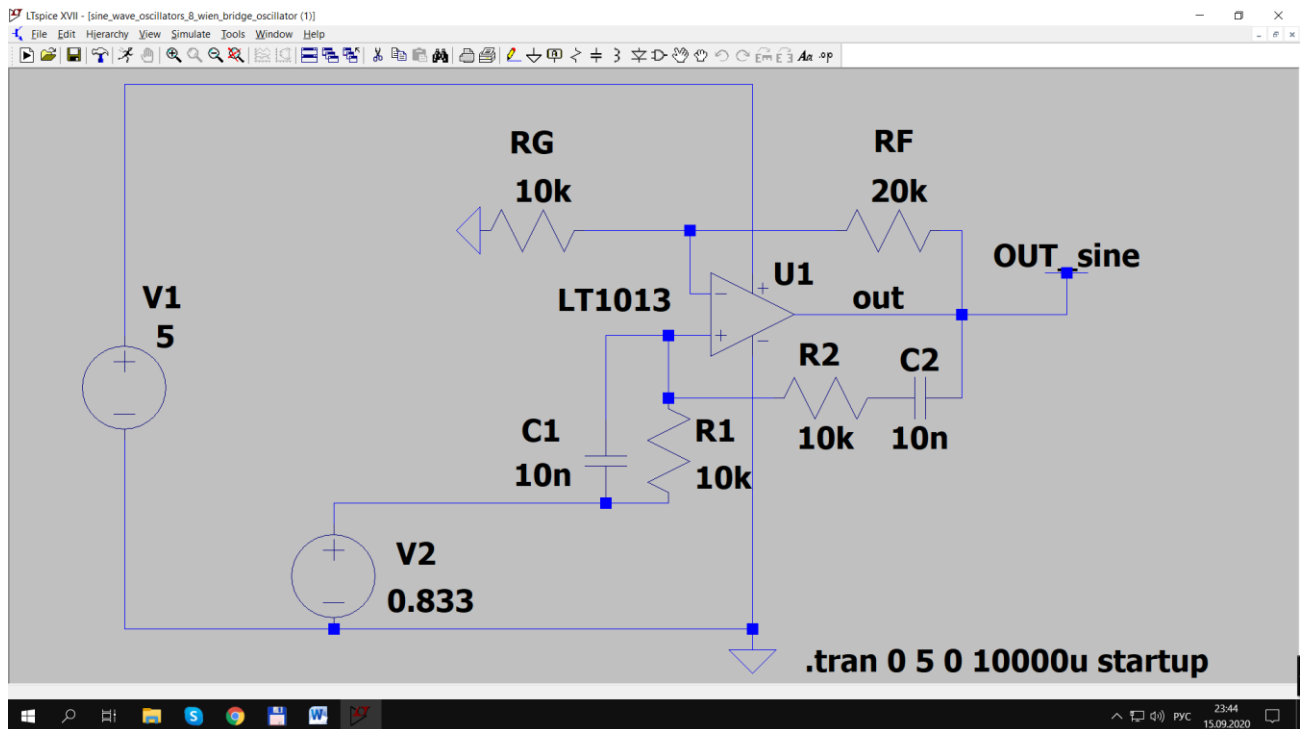 LTspice XVII - [sine_wave_oscillators_8_wien_bridge_oscillator (1)]
File Edit Hierarchy View Simulate Tools Window Help
RG
10k
RF
20k
OUT_sine
V1
5
LT1013
U1
out
R2
10k
C2
10n
C1
10n
R1
10k
V2
0.833
.tran 0 5 0 10000u startup
РУС
23:44
15.09.2020